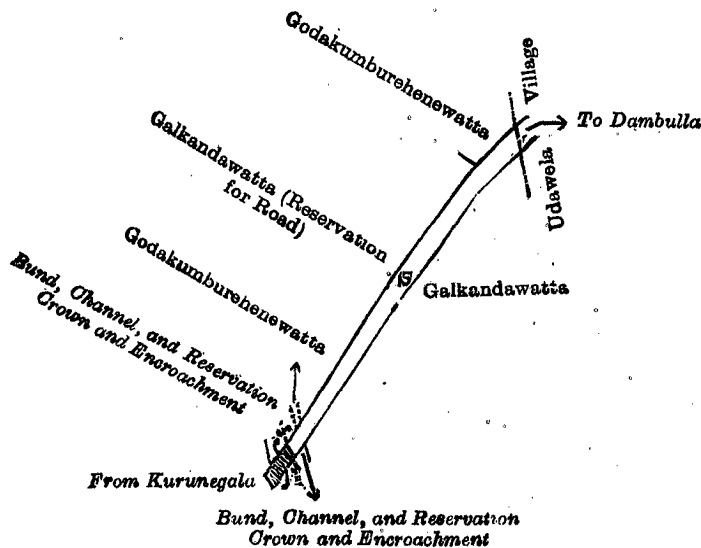 Godakumburehenewatta
Village
To Dambulla
Udawela
Galkandawatta (Reservation
for Road)
Galkandawatta
Godakumburehenewatta
Bund, Channel, and Reservation
Crown and Encroachment
From Kurunegala
Bund, Channel, and Reservation
Crown and Encroachment